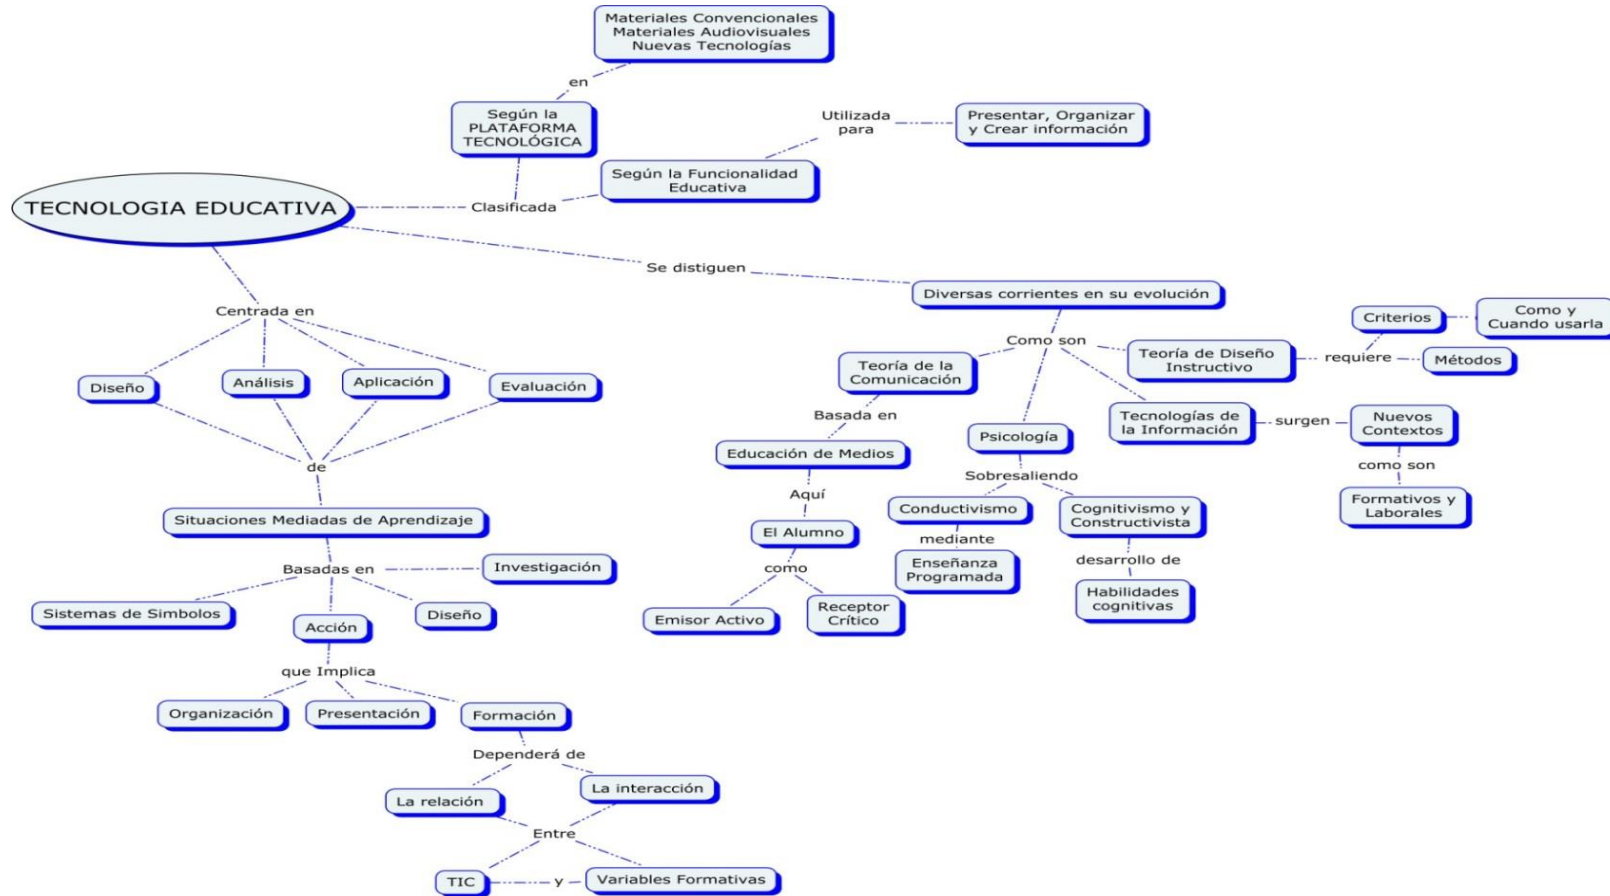 Materiales Convencionales
Materiales Audiovisuales
Nuevas Tecnologías
en
Según la
PLATAFORMA
TECNOLÓGICA
Utilizada
para
Presentar, Organizar
y Crear información
Según la Funcionalidad
Educativa
TECNOLOGIA EDUCATIVA
Clasificada
Se distiguen
Diversas corrientes en su evolución
Centrada en
Diseño
Análisis
Aplicación
Evaluación
de
Situaciones Mediadas de Aprendizaje
Basadas en
Investigación
Sistemas de Simbolos
Acción
Diseño
que Implica
Organización
Presentación
Formación
Dependerá de
La relación
La interacción
Entre
TIC
y
Variables Formativas
Como son
Teoría de la
Comunicación
Basada en
Educación de Medios
Aquí
El Alumno
como
Emisor Activo
Receptor
Crítico
Psicología
Sobresaliendo
Conductivismo
mediante
Enseñanza
Programada
Cognitivismo y
Constructivista
desarrollo de
Habilidades
cognitivas
Teoría de Diseño
Instructivo
requiere
Criterios
Como y
Cuando usarla
Métodos
Tecnologías de
la Información
surgen
Nuevos
Contextos
como son
Formativos y
Laborales